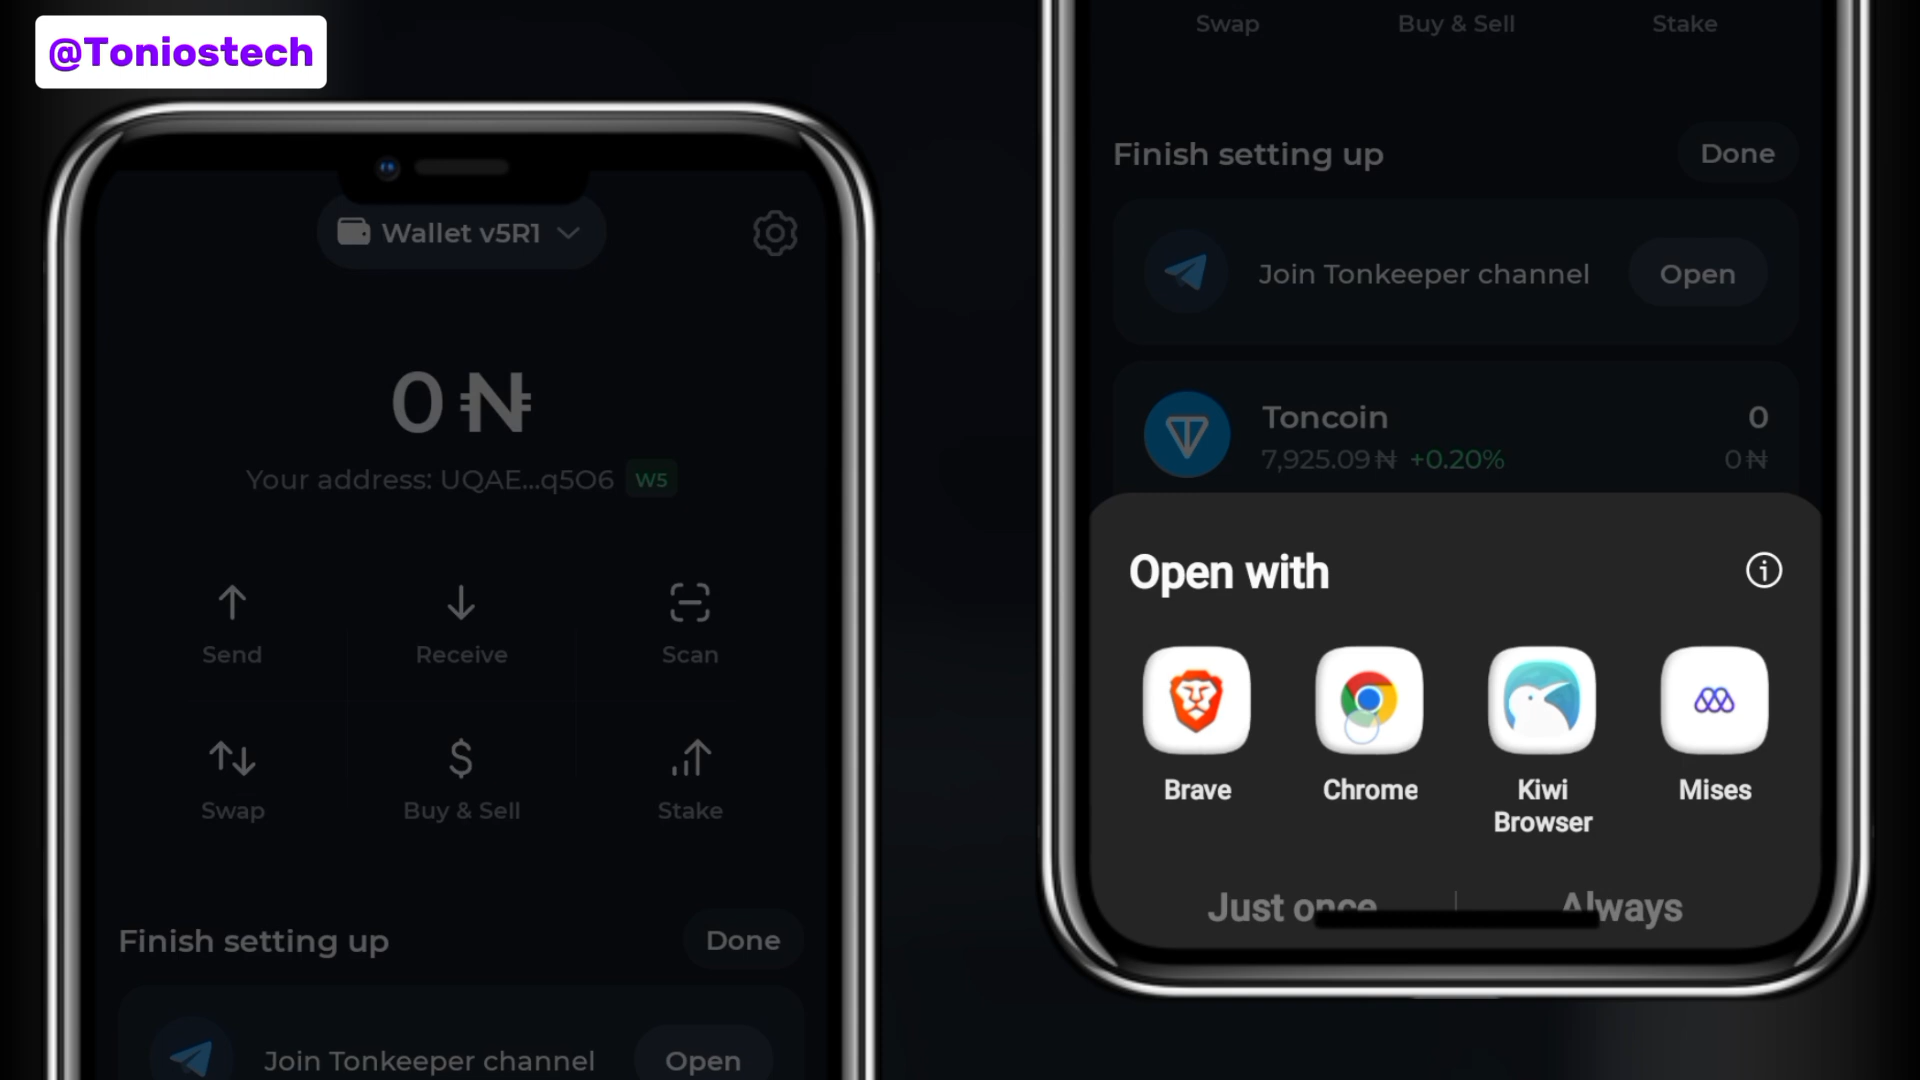 @Toniostech
Wallet v5R1
0 ₦
Your address: UQAE...q5O6 W5
Send
Receive
Scan
Swap
Buy & Sell
Stake
Finish setting up
Done
Join Tonkeeper channel
Open
Swap
Buy & Sell
Stake
Finish setting up
Done
Join Tonkeeper channel
Open
Toncoin
0
7,925.09 ₦ +0.20%
0 ₦
Open with
Brave
Chrome
Kiwi
Browser
Mises
Just once
Always